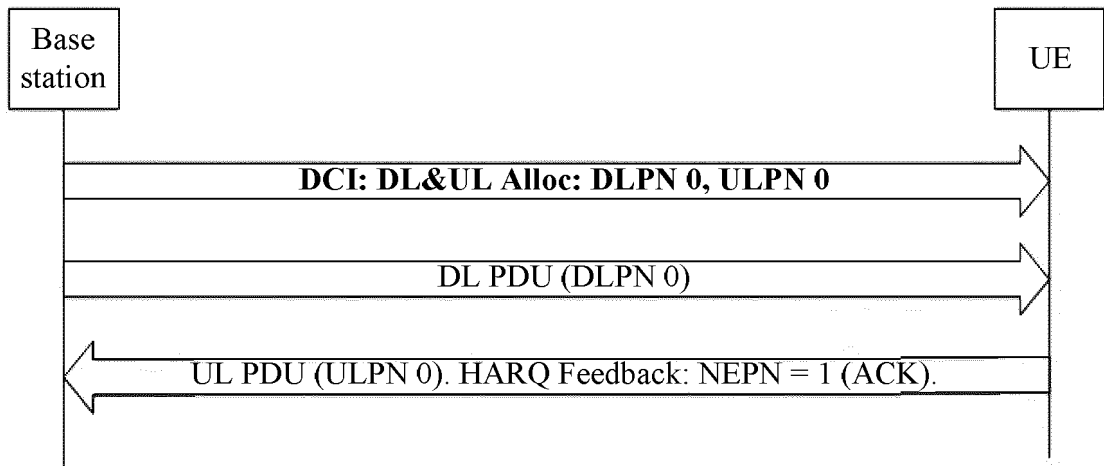 Base
station
UE
DCI: DL&UL Alloc: DLPN 0, ULPN 0
DL PDU (DLPN 0)
UL PDU (ULPN 0). HARQ Feedback: NEPN = 1 (ACK).